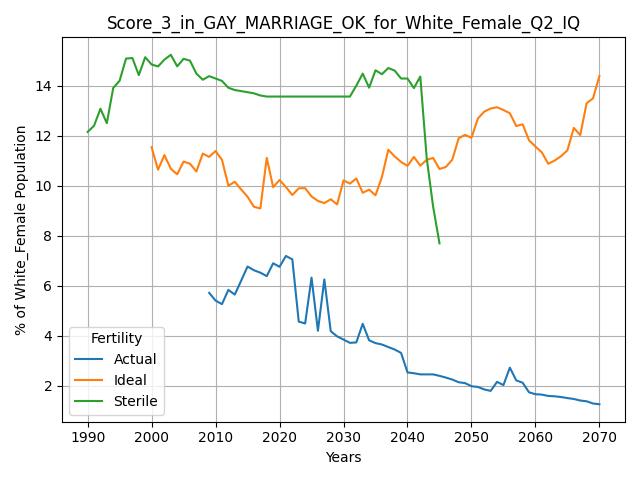 Score_3_in_GAY_MARRIAGE_OK_for_White_Female_Q2_IQ
% of White_Female Population
14
12
10
8
6
4
2
Fertility
Actual
Ideal
Sterile
1990 2000 2010 2020 2030 2040 2050 2060 2070
Years